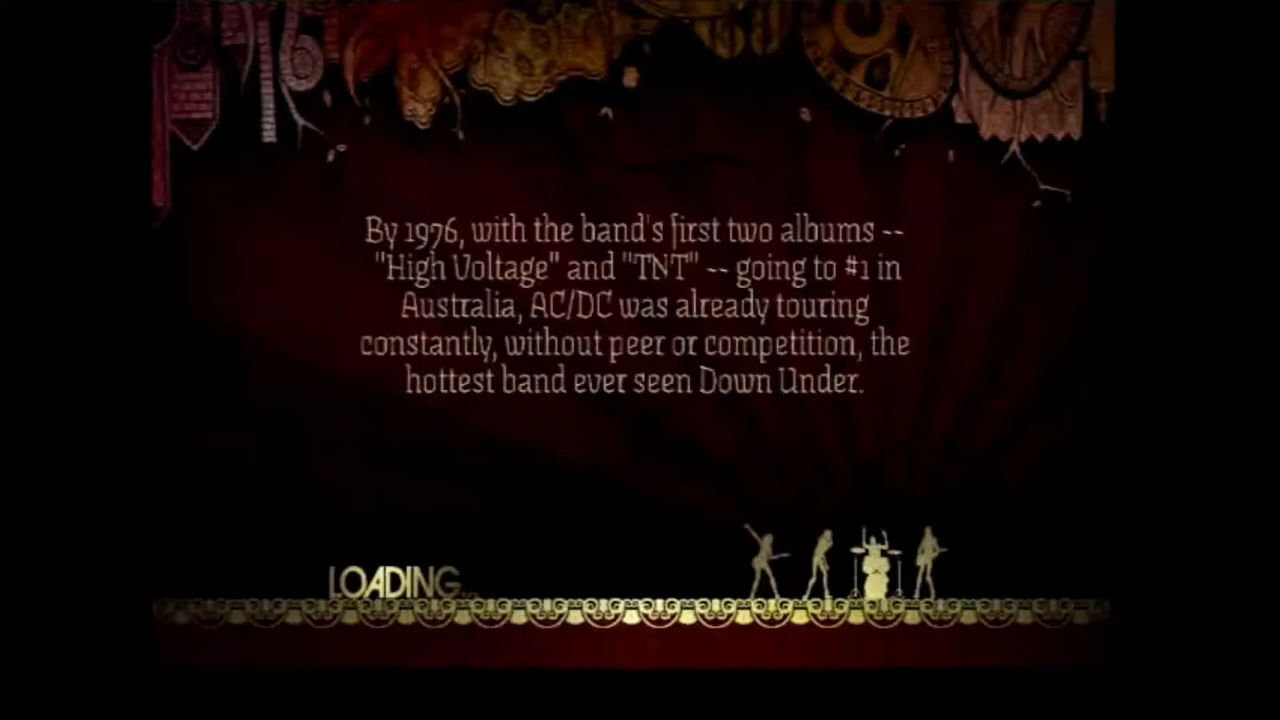 By 1976, with the band's first two albums --
"High Voltage" and "TNT" -- going to #1 in
Australia, AC/DC was already touring
constantly, without peer or competition, the
hottest band ever seen Down Under.
LOADING...